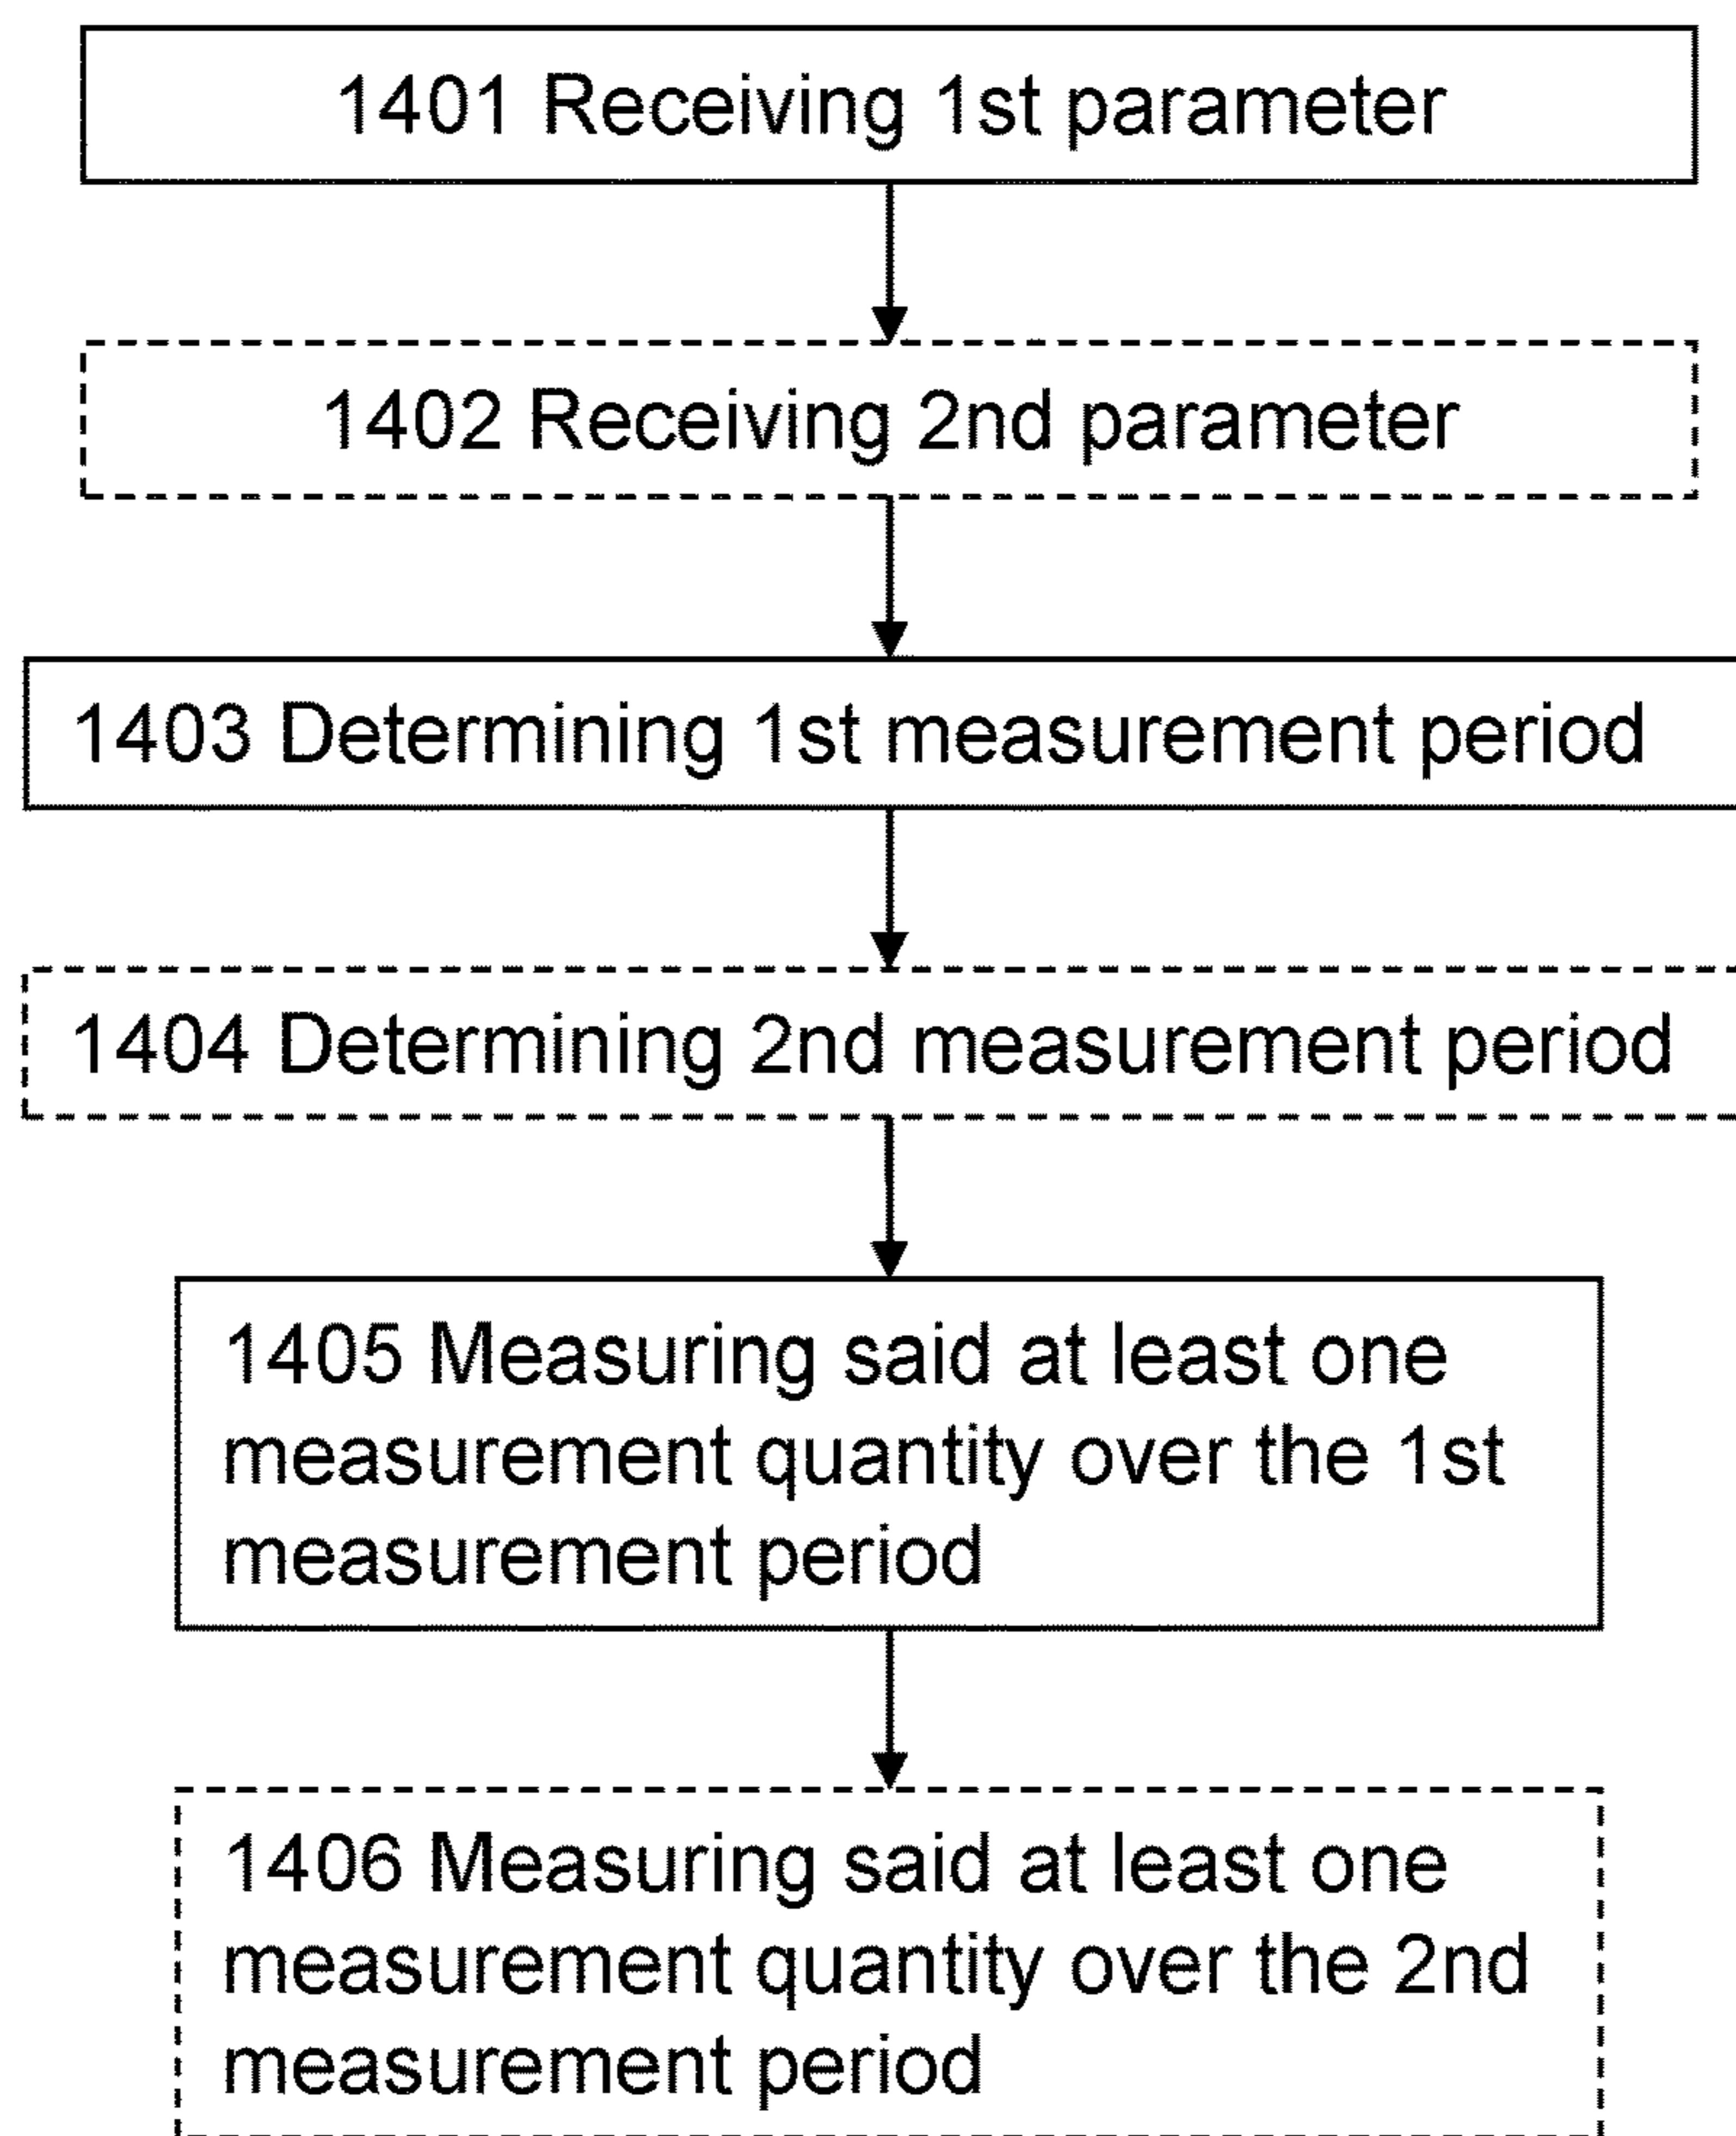 1401 Receiving 1st parameter
1402 Receiving 2nd parameter
1403 Determining 1st measurement period
1404 Determining 2nd measurement period
1405 Measuring said at least one
measurement quantity over the 1st
measurement period
1406 Measuring said at least one
measurement quantity over the 2nd
measurement period